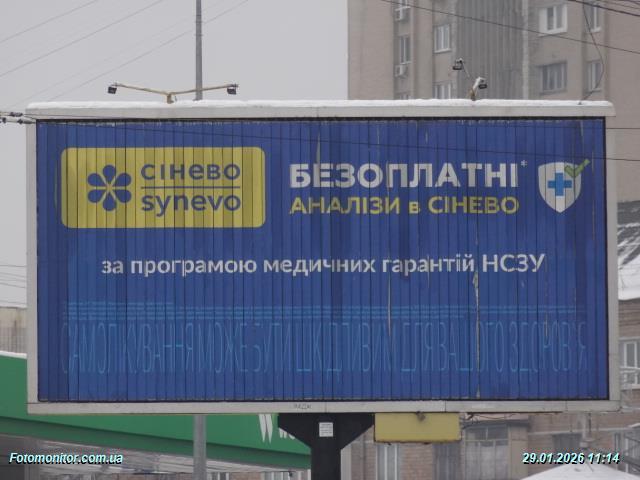 сінево
synevo
БЕЗОПЛАТНІ*
АНАЛІЗИ в СІНЕВО
за програмою медичних гарантій НСЗУ
САМОЛІКУВАННЯ МОЖЕ БУТИ ШКІДЛИВИМ ДЛЯ ВАШОГО ЗДОРОВ'Я
Fotomonitor.com.ua
29.01.2026 11:14